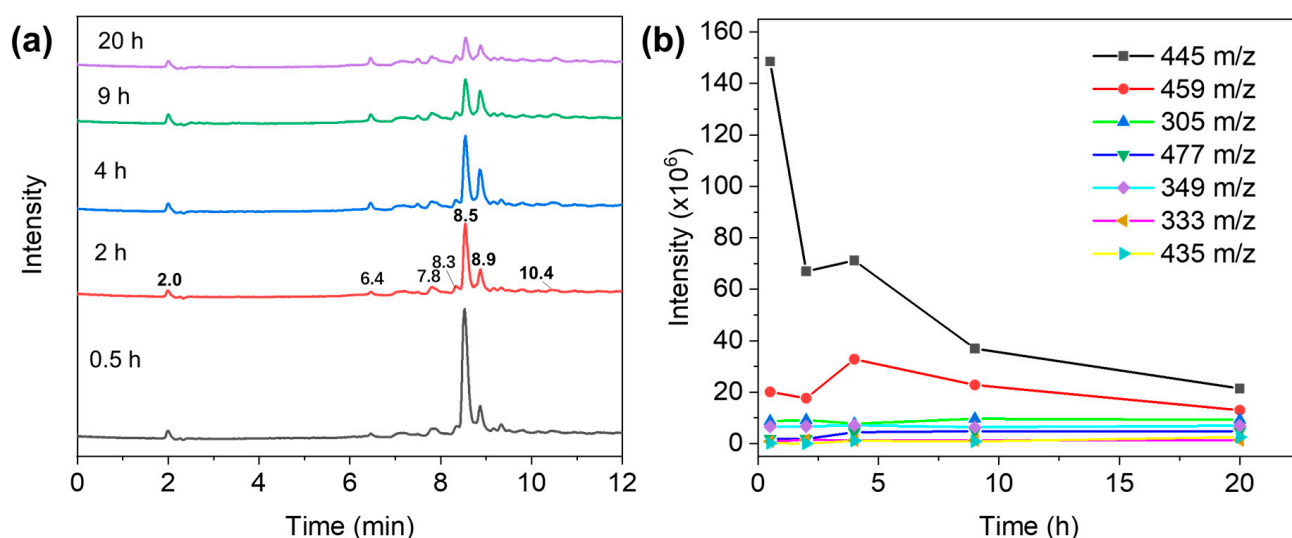 (a)
20 h
9 h
4 h
2 h
0.5 h
2.0
6.4
7.8
8.3
8.5
8.9
10.4
Intensity
0 2 4 6 8 10 12
Time (min)
(b)
160
140
120
100
80
60
40
20
0
Intensity (x10⁶)
445 m/z
459 m/z
305 m/z
477 m/z
349 m/z
333 m/z
435 m/z
0 5 10 15 20
Time (h)